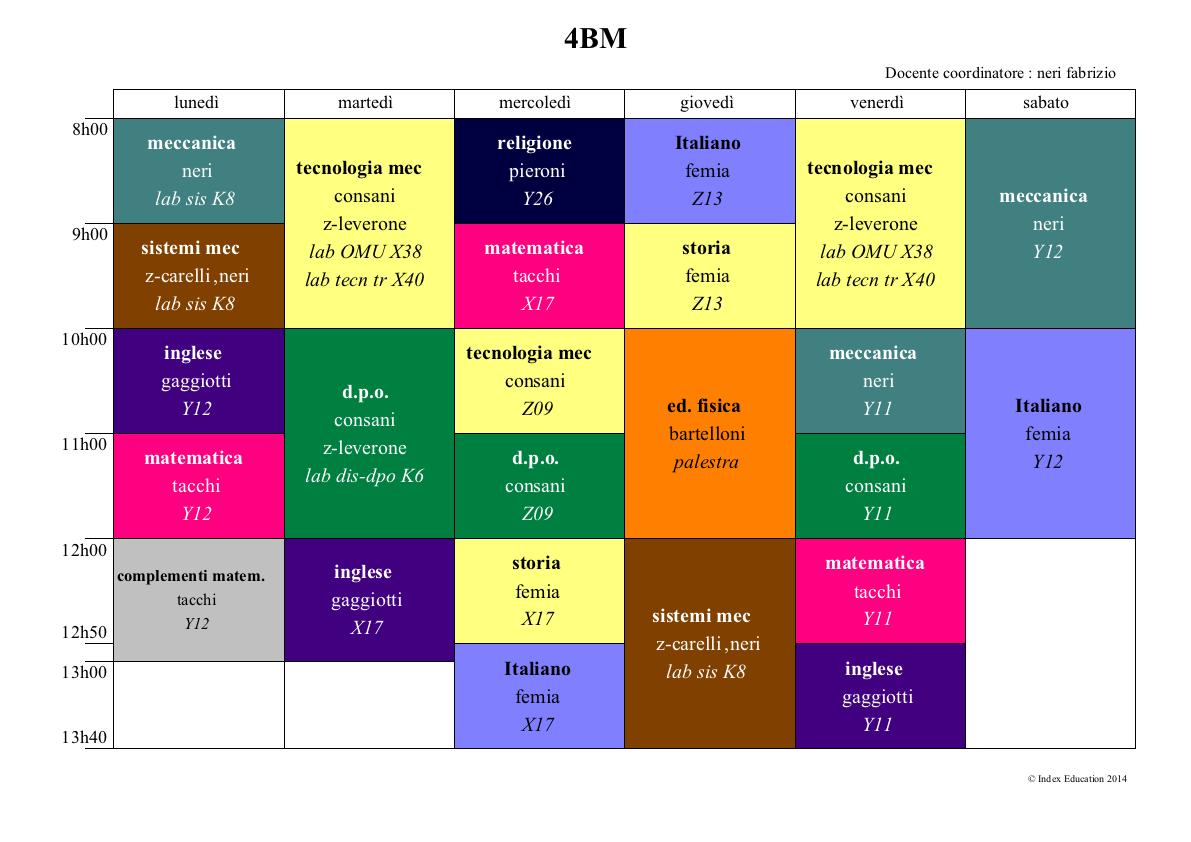 4BM
Docente coordinatore : neri fabrizio
lunedì
martedì
mercoledì
giovedì
venerdì
sabato
8h00
9h00
10h00
11h00
12h00
12h50
13h00
13h40
meccanica
neri
lab sis K8
sistemi mec
z-carelli ,neri
lab sis K8
inglese
gaggiotti
Y12
matematica
tacchi
Y12
complementi matem.
tacchi
Y12
tecnologia mec
consani
z-leverone
lab OMU X38
lab tecn tr X40
d.p.o.
consani
z-leverone
lab dis-dpo K6
inglese
gaggiotti
X17
religione
pieroni
Y26
matematica
tacchi
X17
tecnologia mec
consani
Z09
d.p.o.
consani
Z09
storia
femia
X17
Italiano
femia
X17
Italiano
femia
Z13
storia
femia
Z13
ed. fisica
bartelloni
palestra
sistemi mec
z-carelli ,neri
lab sis K8
tecnologia mec
consani
z-leverone
lab OMU X38
lab tecn tr X40
meccanica
neri
Y11
d.p.o.
consani
Y11
matematica
tacchi
Y11
inglese
gaggiotti
Y11
meccanica
neri
Y12
Italiano
femia
Y12
© Index Education 2014